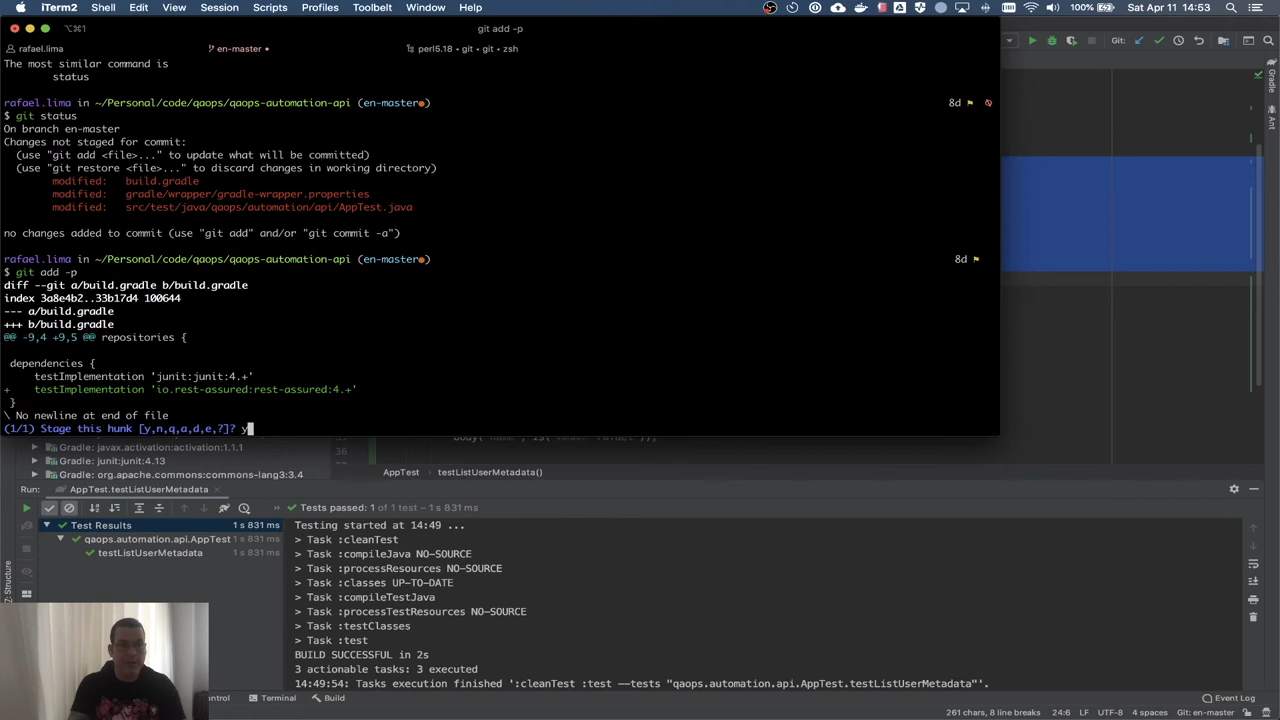 iTerm2 Shell Edit View Session Scripts Profiles Toolbelt Window Help
100% Sat 11 Apr 14:53
⌥⌘1 git add -p
rafael.lima en-master perl5.18 • git • git • zsh
The most similar command is
status
rafael.lima in ~/Personal/code/qaops/qaops-automation-api (en-master●) 8d
$ git status
On branch en-master
Changes not staged for commit:
(use "git add <file>..." to update what will be committed)
(use "git restore <file>..." to discard changes in working directory)
modified: build.gradle
modified: gradle/wrapper/gradle-wrapper.properties
modified: src/test/java/qaops/automation/api/AppTest.java
no changes added to commit (use "git add" and/or "git commit -a")
rafael.lima in ~/Personal/code/qaops/qaops-automation-api (en-master●) 8d
$ git add -p
diff --git a/build.gradle b/build.gradle
index 3a8e4b2..33b17d4 100644
--- a/build.gradle
+++ b/build.gradle
@@ -9,4 +9,5 @@ repositories {
dependencies {
testImplementation 'junit:junit:4.+'
+ testImplementation 'io.rest-assured:rest-assured:4.+'
}
\ No newline at end of file
(1/1) Stage this hunk [y,n,q,a,d,e,?]? y
Git:
Gradle
Ant
Gradle: javax.activation:activation:1.1.1
Gradle: junit:junit:4.13
Gradle: org.apache.commons:commons-lang3:3.4
36
AppTest testListUserMetadata()
Run: AppTest.testListUserMetadata
Tests passed: 1 of 1 test – 1 s 831 ms
Test Results 1 s 831 ms
qaops.automation.api.AppTest 1 s 831 ms
testListUserMetadata 1 s 831 ms
Testing started at 14:49 ...
> Task :cleanTest
> Task :compileJava NO-SOURCE
> Task :processResources NO-SOURCE
> Task :classes UP-TO-DATE
> Task :compileTestJava
> Task :processTestResources NO-SOURCE
> Task :testClasses
> Task :test
BUILD SUCCESSFUL in 2s
3 actionable tasks: 3 executed
14:49:54: Tasks execution finished ':cleanTest :test --tests "qaops.automation.api.AppTest.testListUserMetadata"'.
Z: Structure
Terminal Build Event Log
261 chars, 8 line breaks 24:6 LF UTF-8 4 spaces Git: en-master